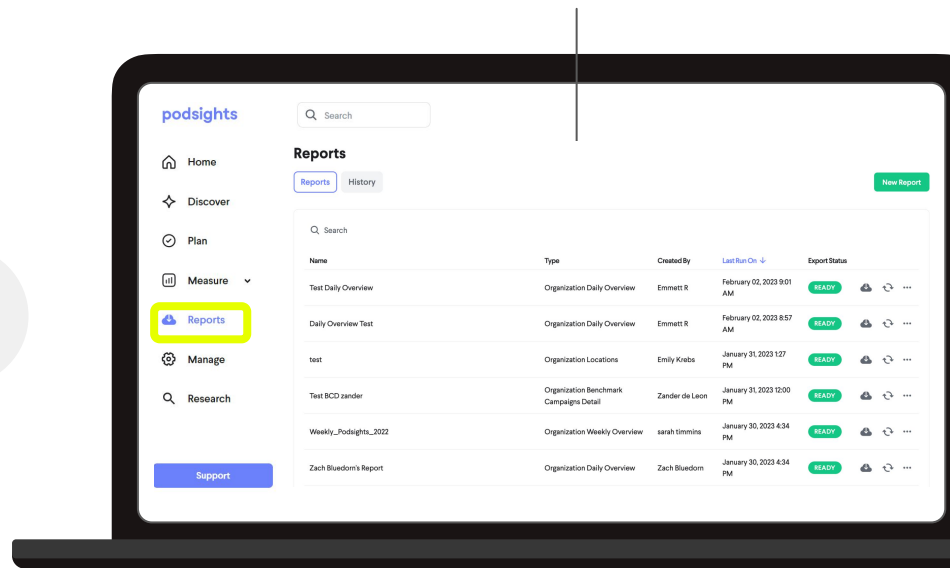 podsights
Search
Home
Discover
Plan
Measure
Reports
Manage
Research
Support
Reports
Reports History
New Report
Search
Name Type Created By Last Run On Export Status
Test Daily Overview Organization Daily Overview Emmett R February 02, 2023 9:01
AM
READY
Daily Overview Test Organization Daily Overview Emmett R February 02, 2023 8:57
AM
READY
test Organization Locations Emily Krebs January 31, 2023 1:27
PM
READY
Test BCD zander Organization Benchmark
Campaigns Detail Zander de Leon January 31, 2023 12:00
PM
READY
Weekly_Podsights_2022 Organization Weekly Overview sarah timmins January 30, 2023 4:34
PM
READY
Zach Bluedorn's Report Organization Daily Overview Zach Bluedorn January 30, 2023 4:34
PM
READY